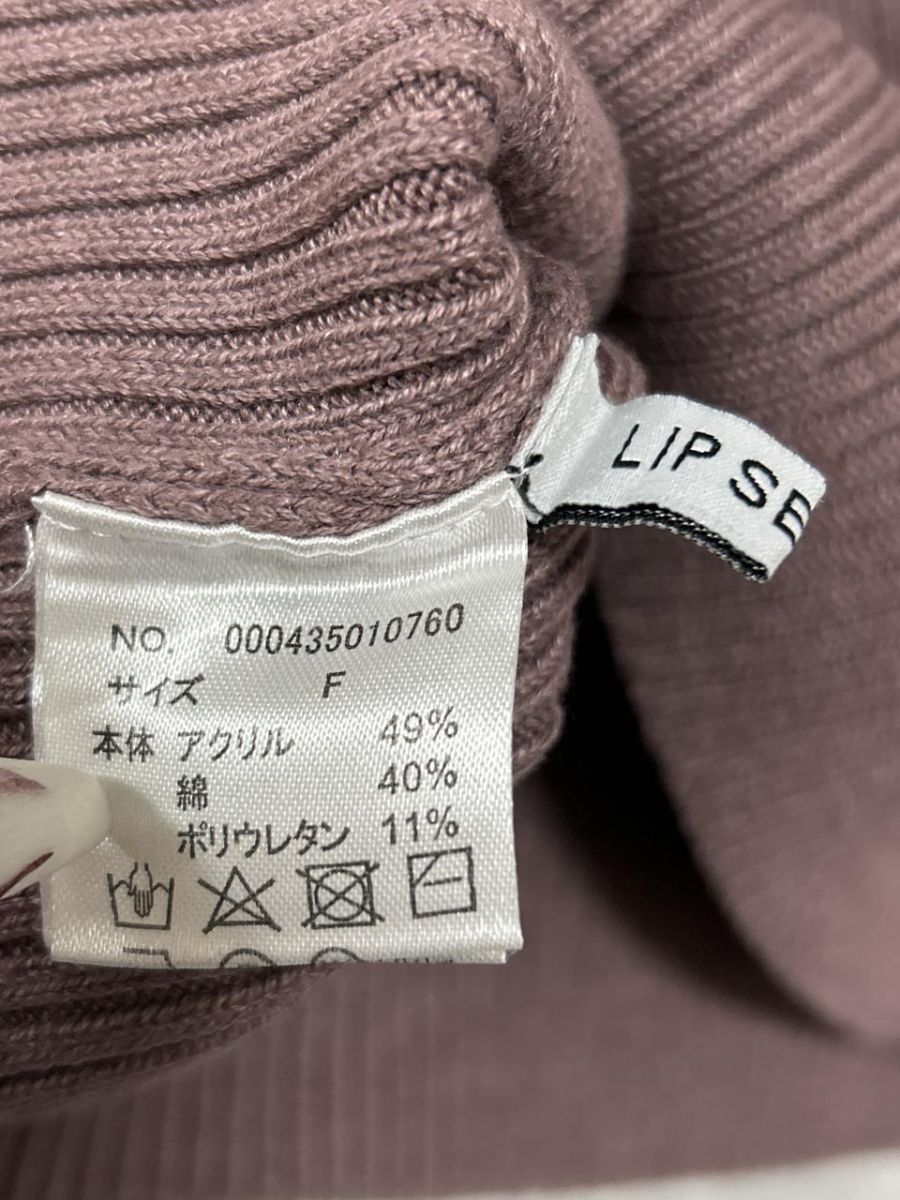 LIP SE
NO. 000435010760
サイズ F
本体 アクリル 49%
綿 40%
ポリウレタン 11%